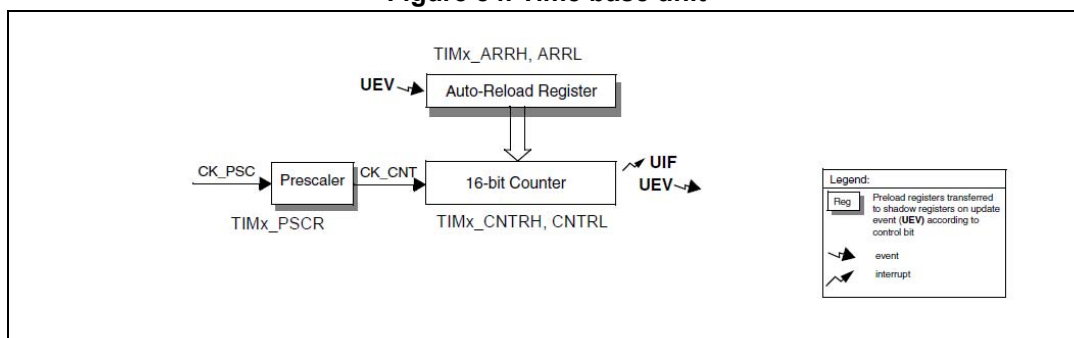 TIMx_ARRH, ARRL
UEV
Auto-Reload Register
CK_PSC
Prescaler
CK_CNT
16-bit Counter
UIF
UEV
TIMx_PSCR
TIMx_CNTRH, CNTRL
Legend:
Reg
Preload registers transferred
to shadow registers on update
event (UEV) according to
control bit
event
interrupt